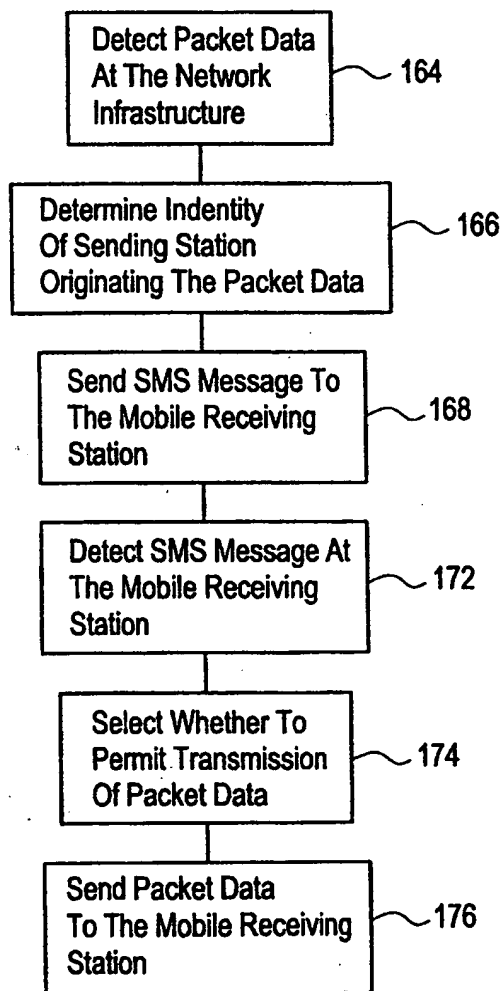 Detect Packet Data
At The Network
Infrastructure
164
Determine Indentity
Of Sending Station
Originating The Packet Data
166
Send SMS Message To
The Mobile Receiving
Station
168
Detect SMS Message At
The Mobile Receiving
Station
172
Select Whether To
Permit Transmission
Of Packet Data
174
Send Packet Data
To The Mobile Receiving
Station
176